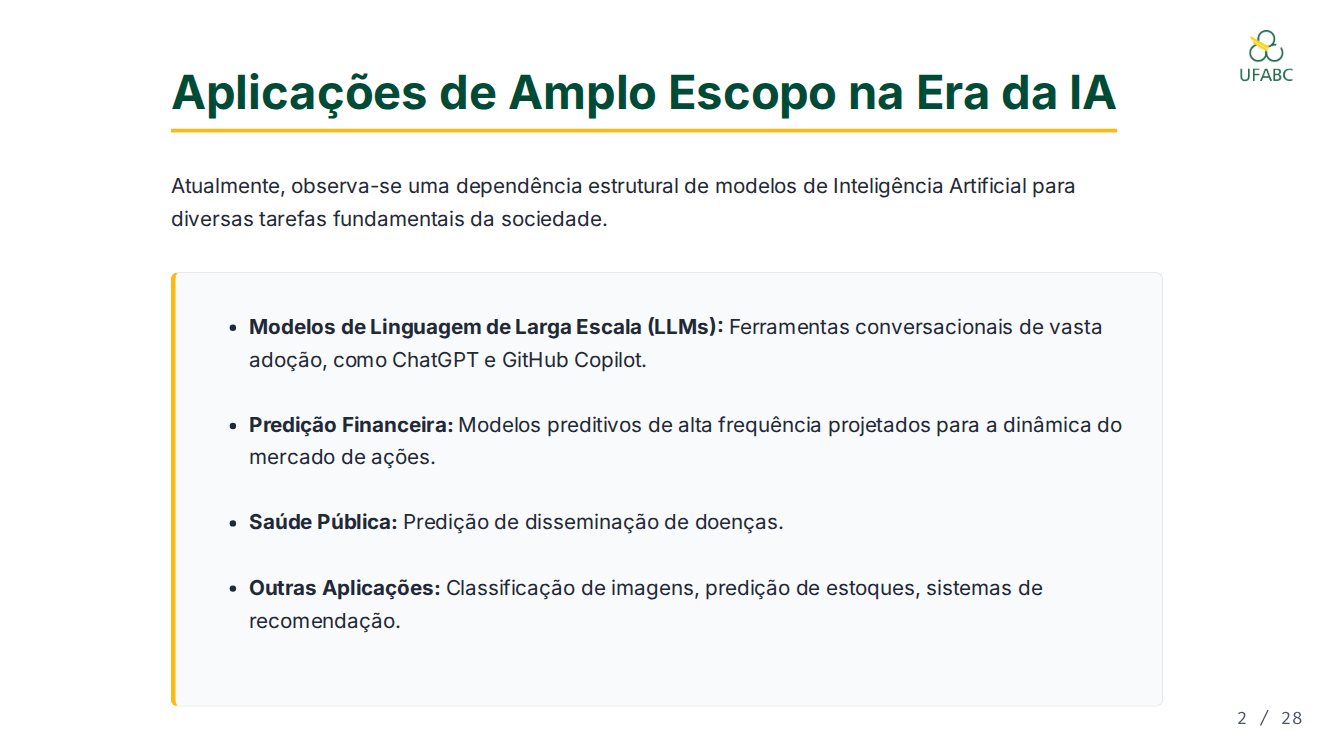 UFABC
Aplicações de Amplo Escopo na Era da IA
Atualmente, observa-se uma dependência estrutural de modelos de Inteligência Artificial para
diversas tarefas fundamentais da sociedade.
• Modelos de Linguagem de Larga Escala (LLMs): Ferramentas conversacionais de vasta
adoção, como ChatGPT e GitHub Copilot.
• Predição Financeira: Modelos preditivos de alta frequência projetados para a dinâmica do
mercado de ações.
• Saúde Pública: Predição de disseminação de doenças.
• Outras Aplicações: Classificação de imagens, predição de estoques, sistemas de
recomendação.
2 / 28